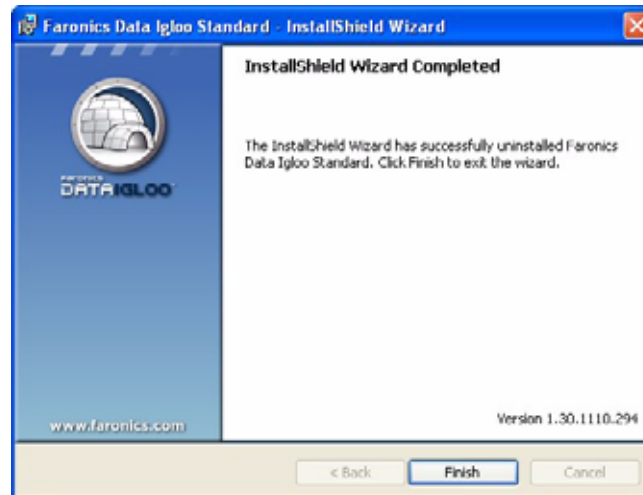 Faronics Data Igloo Standard - InstallShield Wizard
InstallShield Wizard Completed
The InstallShield Wizard has successfully uninstalled Faronics
Data Igloo Standard. Click Finish to exit the wizard.
FARONICS
DATAIGLOO
www.faronics.com
Version 1.30.1110.294
< Back
Finish
Cancel